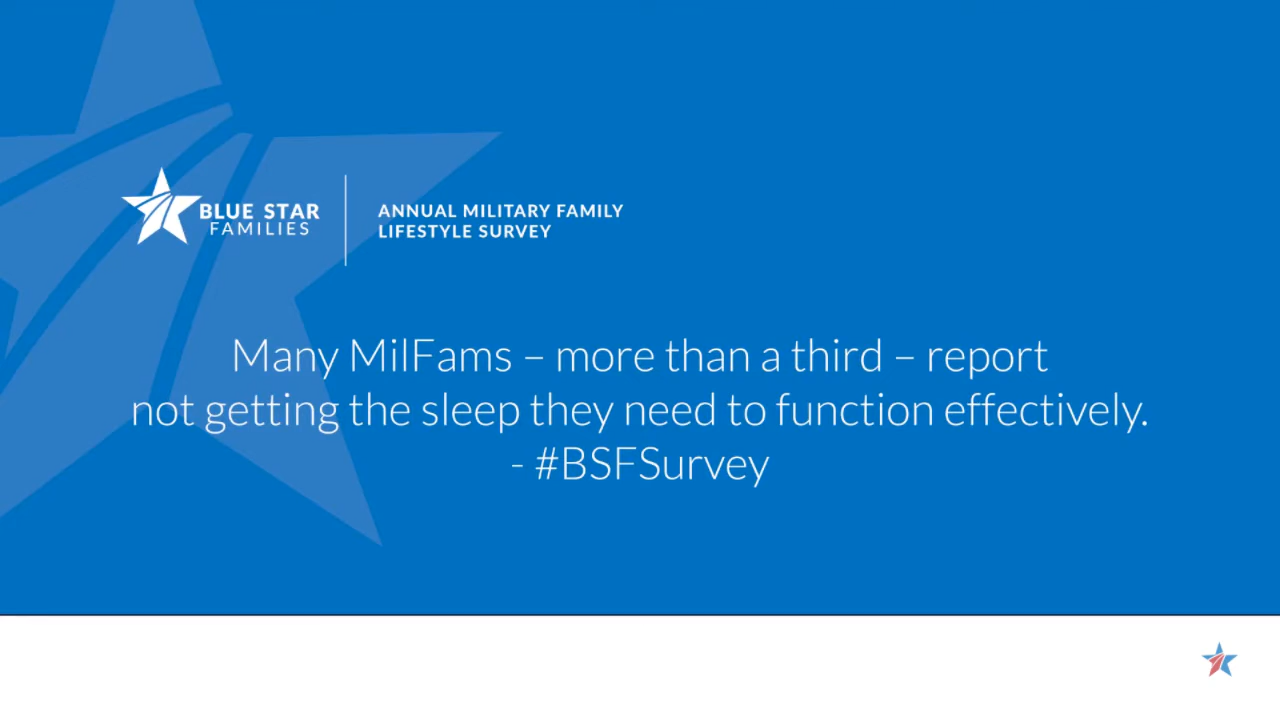 BLUE STAR
FAMILIES
ANNUAL MILITARY FAMILY
LIFESTYLE SURVEY
Many MilFams – more than a third – report
not getting the sleep they need to function effectively.
- #BSFSurvey